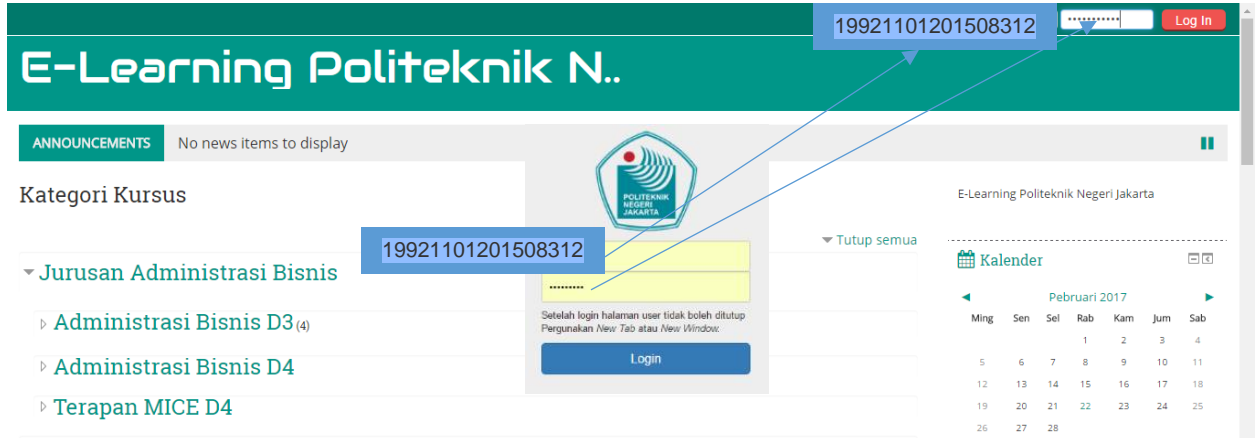 19921101201508312
Log In
E-Learning Politeknik N..
ANNOUNCEMENTS
No news items to display
POLITEKNIK
NEGERI
JAKARTA
Kategori Kursus
E-Learning Politeknik Negeri Jakarta
Tutup semua
19921101201508312
Setelah login halaman user tidak boleh ditutup
Pergunakan New Tab atau New Window.
Login
Jurusan Administrasi Bisnis
Administrasi Bisnis D3 (4)
Administrasi Bisnis D4
Terapan MICE D4
Kalender
Pebruari 2017
Ming Sen Sel Rab Kam Jum Sab
1 2 3 4
5 6 7 8 9 10 11
12 13 14 15 16 17 18
19 20 21 22 23 24 25
26 27 28